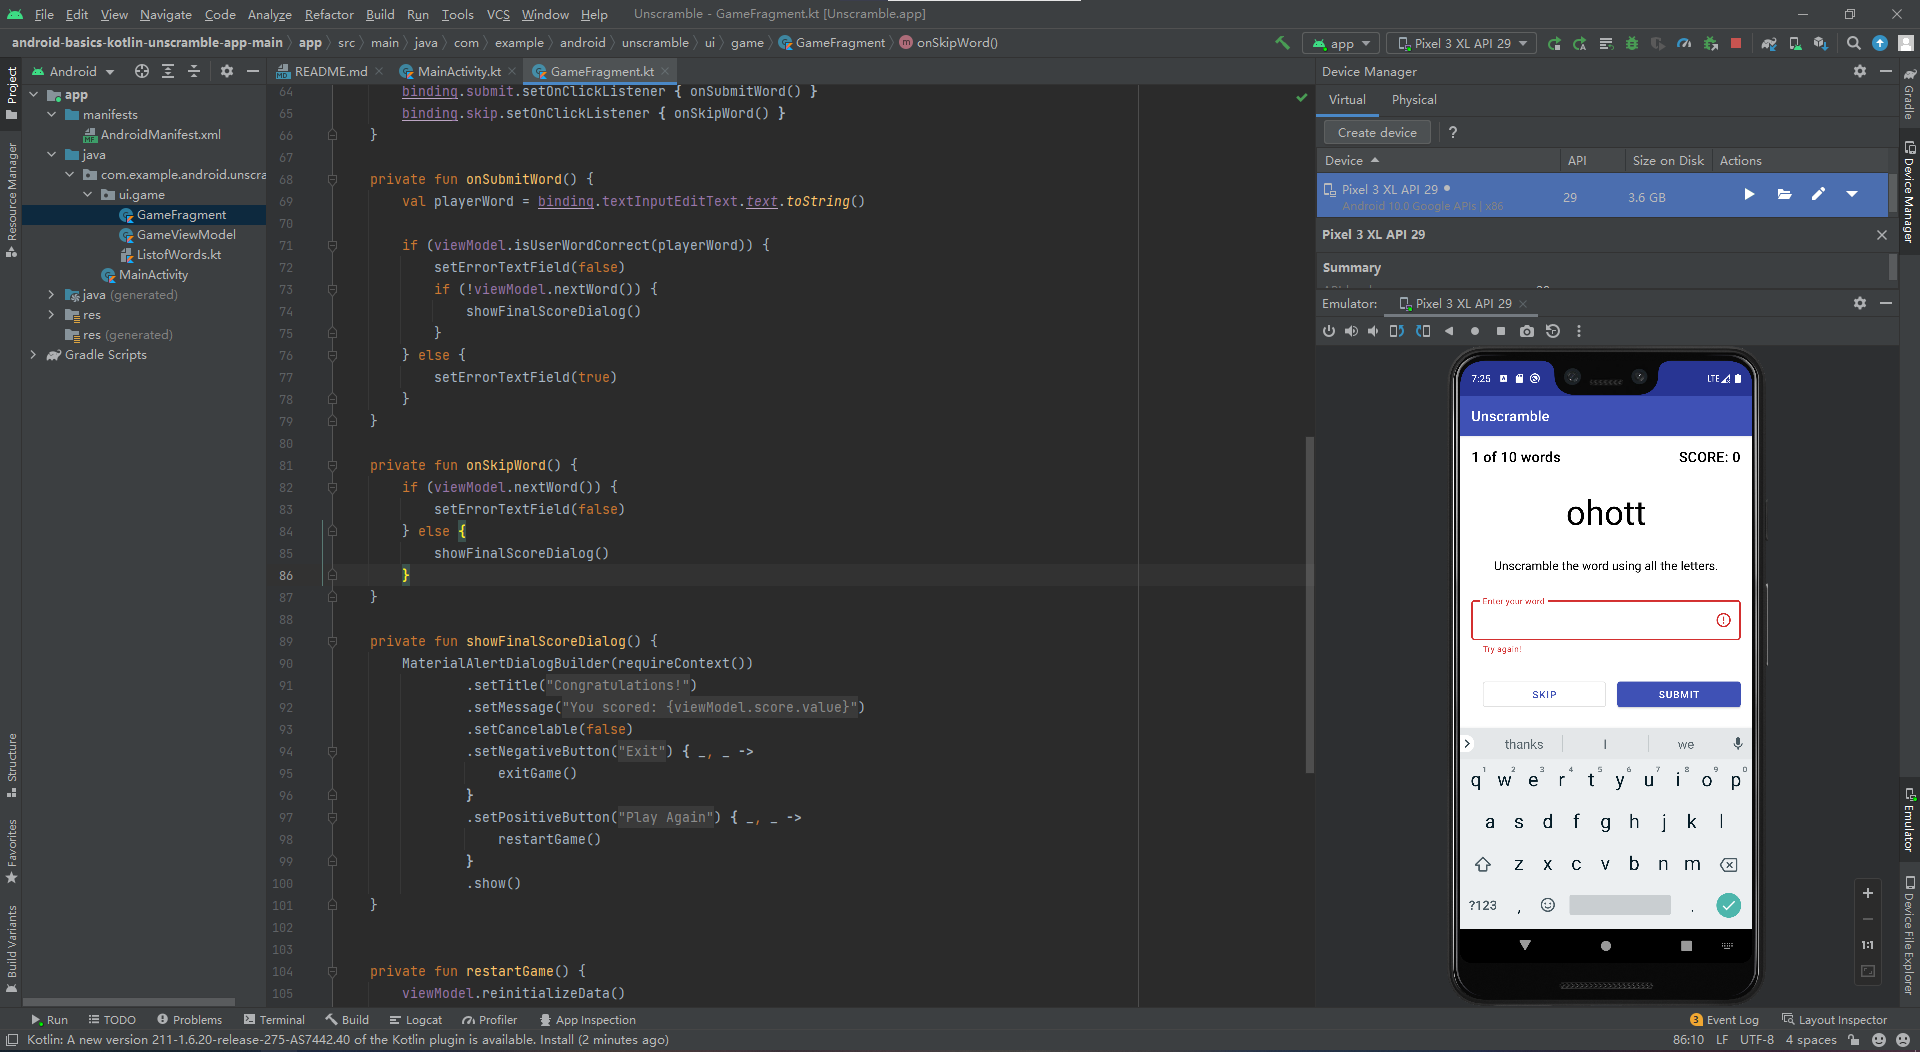 File Edit View Navigate Code Analyze Refactor Build Run Tools VCS Window Help Unscramble - GameFragment.kt [Unscramble.app]
android-basics-kotlin-unscramble-app-main app src main java com example android unscramble ui game GameFragment onSkipWord() app Pixel 3 XL API 29
Project
Resource Manager
Structure
Favorites
Build Variants
Android
app
manifests
AndroidManifest.xml
java
com.example.android.unscra
ui.game
GameFragment
GameViewModel
ListofWords.kt
MainActivity
java (generated)
res
res (generated)
Gradle Scripts
README.md MainActivity.kt GameFragment.kt
64 binding.submit.setOnClickListener { onSubmitWord() }
65 binding.skip.setOnClickListener { onSkipWord() }
66 }
67
68 private fun onSubmitWord() {
69 val playerWord = binding.textInputEditText.text.toString()
70
71 if (viewModel.isUserWordCorrect(playerWord)) {
72 setErrorTextField(false)
73 if (!viewModel.nextWord()) {
74 showFinalScoreDialog()
75 }
76 } else {
77 setErrorTextField(true)
78 }
79 }
80
81 private fun onSkipWord() {
82 if (viewModel.nextWord()) {
83 setErrorTextField(false)
84 } else {
85 showFinalScoreDialog()
86 }
87 }
88
89 private fun showFinalScoreDialog() {
90 MaterialAlertDialogBuilder(requireContext())
91 .setTitle("Congratulations!")
92 .setMessage("You scored: {viewModel.score.value}")
93 .setCancelable(false)
94 .setNegativeButton("Exit") { _, _ ->
95 exitGame()
96 }
97 .setPositiveButton("Play Again") { _, _ ->
98 restartGame()
99 }
100 .show()
101 }
102
103
104 private fun restartGame() {
105 viewModel.reinitializeData()
Device Manager
Virtual Physical
Create device ?
Device API Size on Disk Actions
Pixel 3 XL API 29 29 3.6 GB
Android 10.0 Google APIs | x86
Pixel 3 XL API 29
Summary
Emulator: Pixel 3 XL API 29
7:25 LTE
Unscramble
1 of 10 words SCORE: 0
ohott
Unscramble the word using all the letters.
Enter your word
Try again!
SKIP SUBMIT
thanks I we
q1 w2 e3 r4 t5 y6 u7 i8 o9 p0
a s d f g h j k l
z x c v b n m
?123 , .
1:1
Gradle
Device Manager
Emulator
Device File Explorer
Run TODO Problems Terminal Build Logcat Profiler App Inspection 3 Event Log Layout Inspector
Kotlin: A new version 211-1.6.20-release-275-AS7442.40 of the Kotlin plugin is available. Install (2 minutes ago) 86:10 LF UTF-8 4 spaces